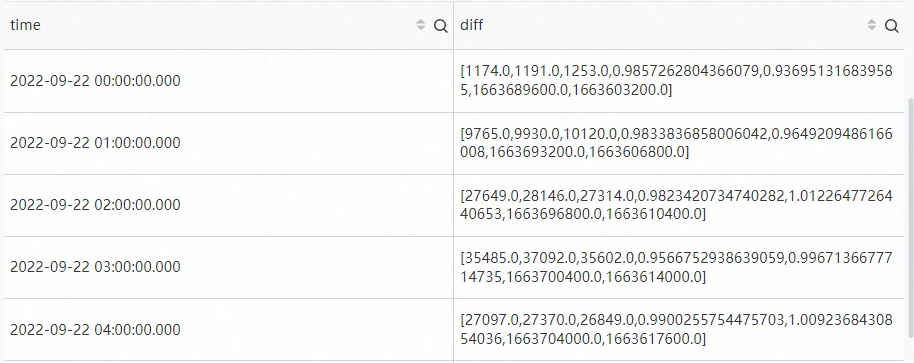 time diff
2022-09-22 00:00:00.000 [1174.0,1191.0,1253.0,0.9857262804366079,0.93695131683958
5,1663689600.0,1663603200.0]
2022-09-22 01:00:00.000 [9765.0,9930.0,10120.0,0.9833836858006042,0.9649209486166
008,1663693200.0,1663606800.0]
2022-09-22 02:00:00.000 [27649.0,28146.0,27314.0,0.9823420734740282,1.01226477264
40653,1663696800.0,1663610400.0]
2022-09-22 03:00:00.000 [35485.0,37092.0,35602.0,0.9566752938639059,0.99671366777
14735,1663700400.0,1663614000.0]
2022-09-22 04:00:00.000 [27097.0,27370.0,26849.0,0.9900255754475703,1.0092368430
854036,1663704000.0,1663617600.0]